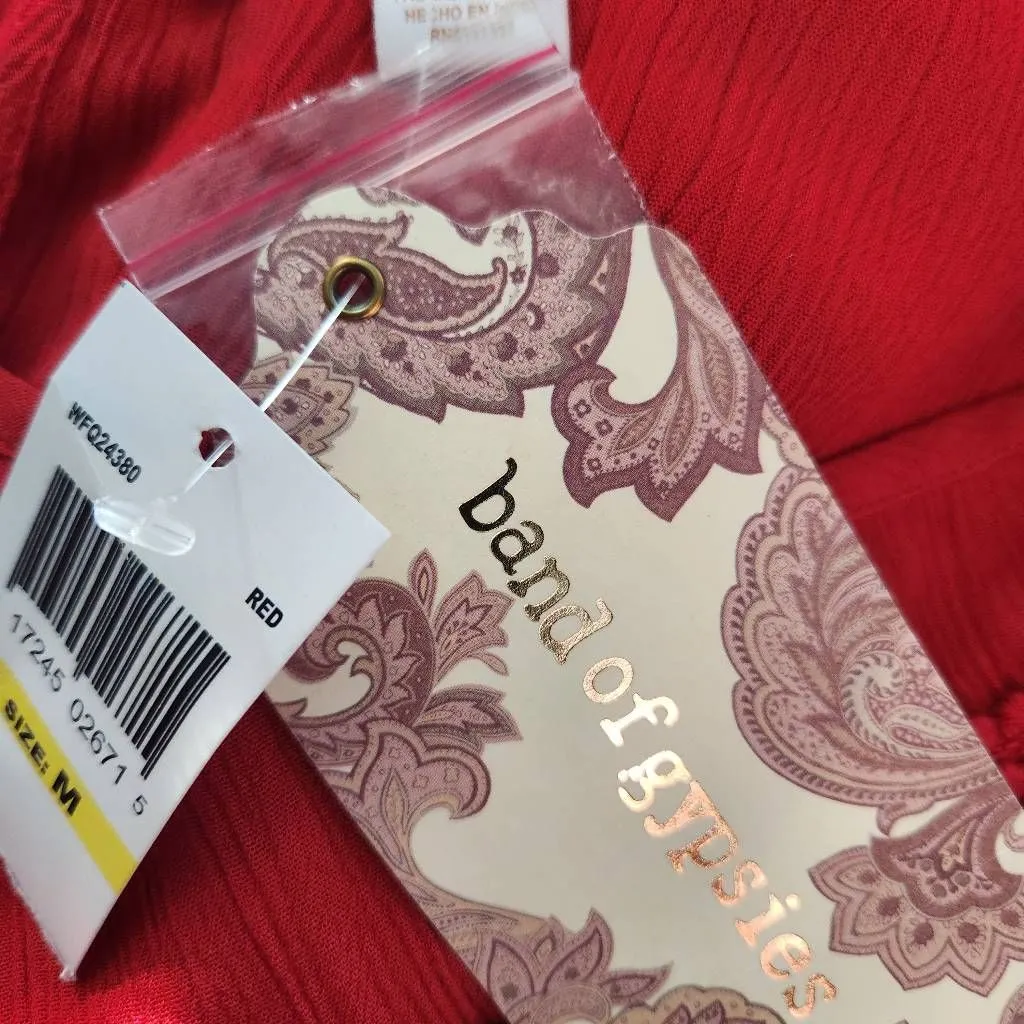 HECHO EN
WFQ24380
RED
17245 02671 5
SIZE: M
band of gypsies